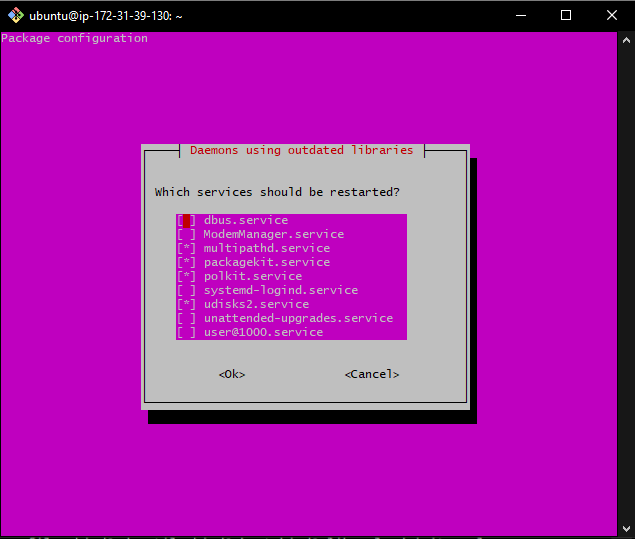 ubuntu@ip-172-31-39-130: ~
Package configuration
Daemons using outdated libraries
Which services should be restarted?
[ ] dbus.service
[ ] ModemManager.service
[*] multipathd.service
[*] packagekit.service
[*] polkit.service
[ ] systemd-logind.service
[*] udisks2.service
[ ] unattended-upgrades.service
[ ] user@1000.service
<Ok> <Cancel>